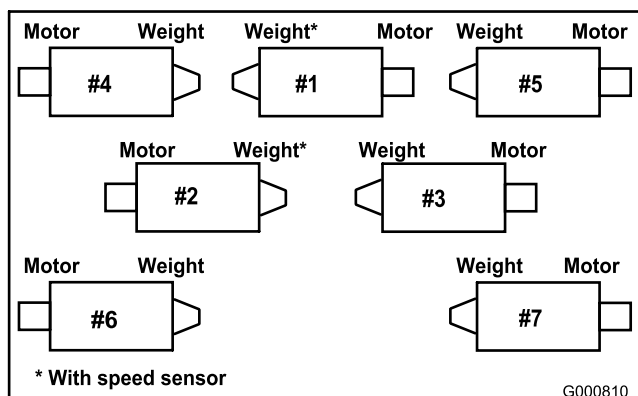 Motor Weight Weight* Motor Weight Motor
#4 #1 #5
Motor Weight* Weight Motor
#2 #3
Motor Weight Weight Motor
#6 #7
* With speed sensor
G000810